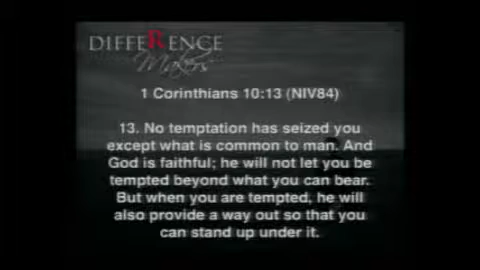 DIFFERENCE
Makers
1 Corinthians 10:13 (NIV84)
13. No temptation has seized you
except what is common to man. And
God is faithful; he will not let you be
tempted beyond what you can bear.
But when you are tempted, he will
also provide a way out so that you
can stand up under it.